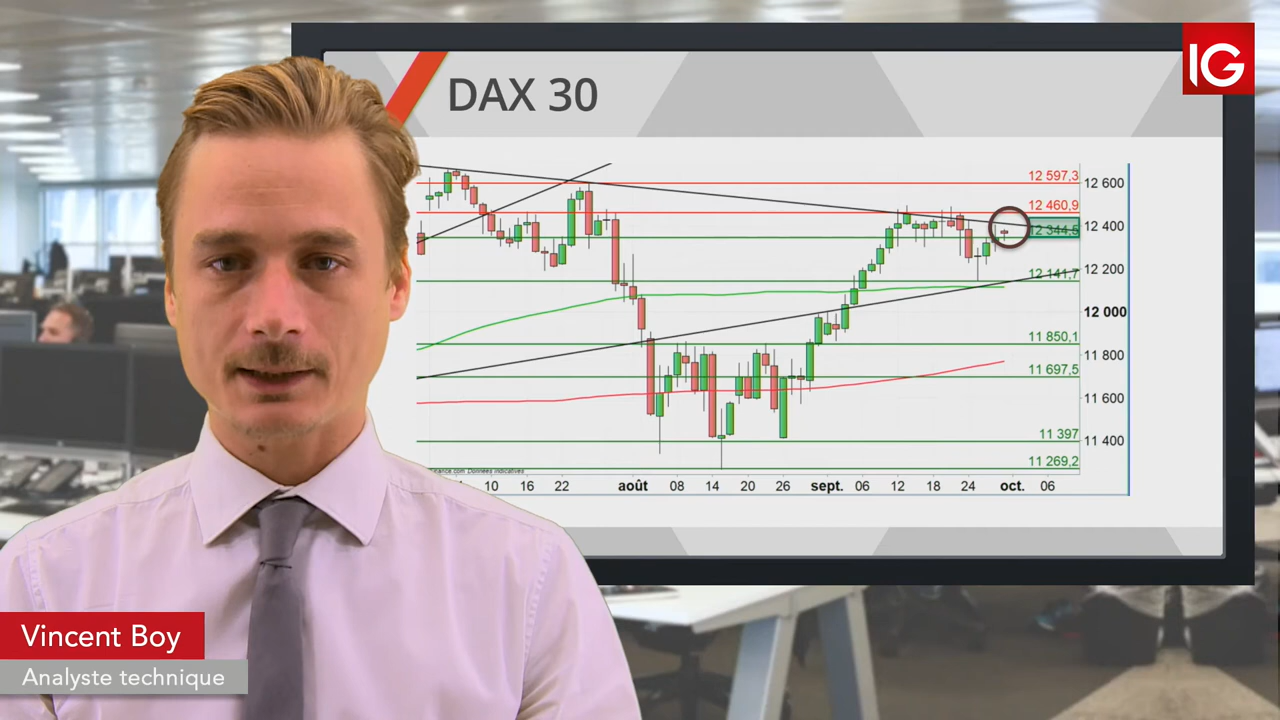 IG
DAX 30
12 597,3
12 600
12 460,9
12 400
12 344,5
12 200
12 141,7
12 000
11 850,1
11 800
11 697,5
11 600
11 397
11 400
11 269,2
Données indicatives
10 16 22 août 08 14 20 26 sept. 06 12 18 24 oct. 06
Vincent Boy
Analyste technique